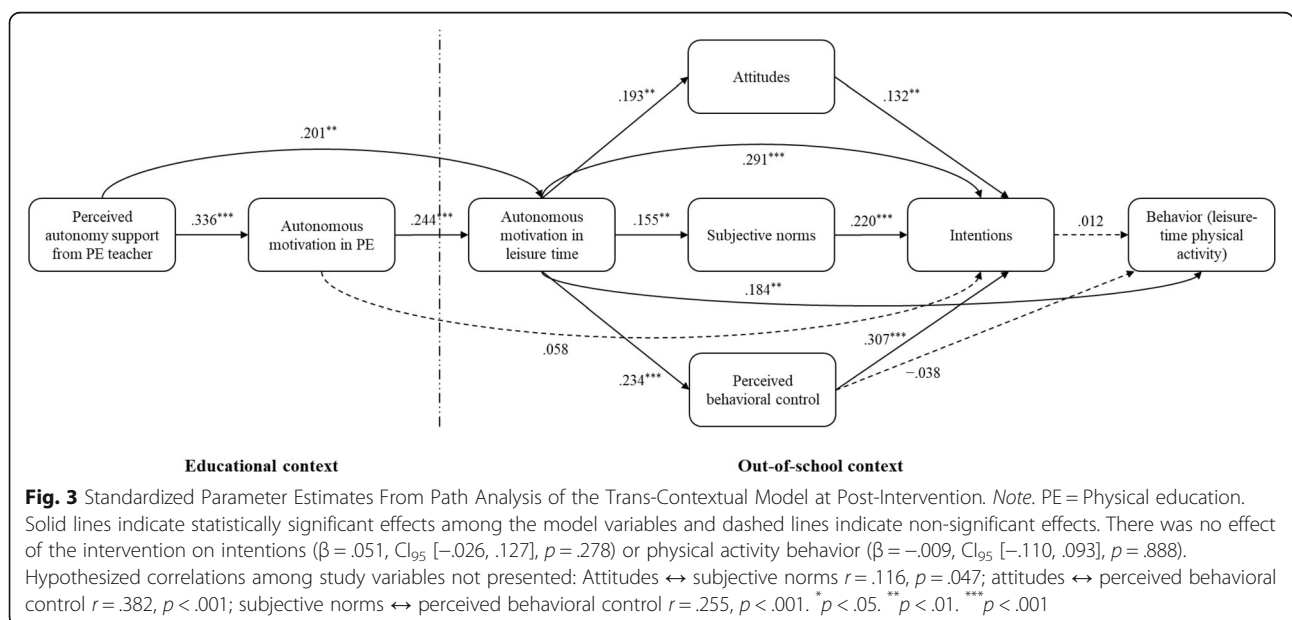 Attitudes
.193**
.132**
.201**
.291***
Perceived
autonomy support
from PE teacher
.336***
Autonomous
motivation in PE
.244***
Autonomous
motivation in
leisure time
.155**
Subjective norms
.220***
Intentions
.012
Behavior (leisure-
time physical
activity)
.184**
.058
.307***
.234***
−.038
Perceived
behavioral control
Educational context
Out-of-school context
Fig. 3 Standardized Parameter Estimates From Path Analysis of the Trans-Contextual Model at Post-Intervention. Note. PE = Physical education.
Solid lines indicate statistically significant effects among the model variables and dashed lines indicate non-significant effects. There was no effect
of the intervention on intentions (β = .051, CI₉₅ [−.026, .127], p = .278) or physical activity behavior (β = −.009, CI₉₅ [−.110, .093], p = .888).
Hypothesized correlations among study variables not presented: Attitudes ↔ subjective norms r = .116, p = .047; attitudes ↔ perceived behavioral
control r = .382, p < .001; subjective norms ↔ perceived behavioral control r = .255, p < .001. *p < .05. **p < .01. ***p < .001